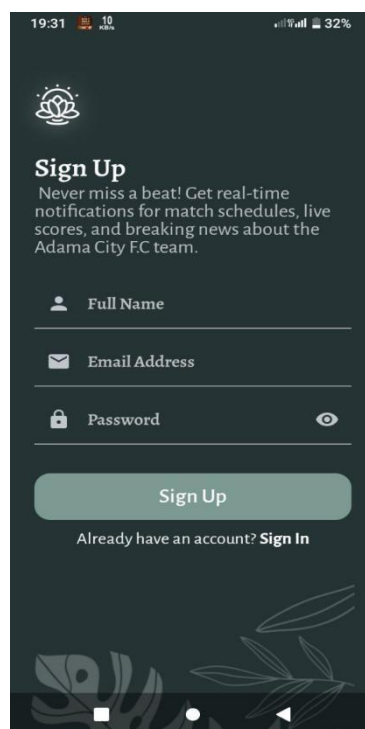 19:31 10 KB/s 32%
Sign Up
Never miss a beat! Get real-time
notifications for match schedules, live
scores, and breaking news about the
Adama City F.C team.
Full Name
Email Address
Password
Sign Up
Already have an account? Sign In